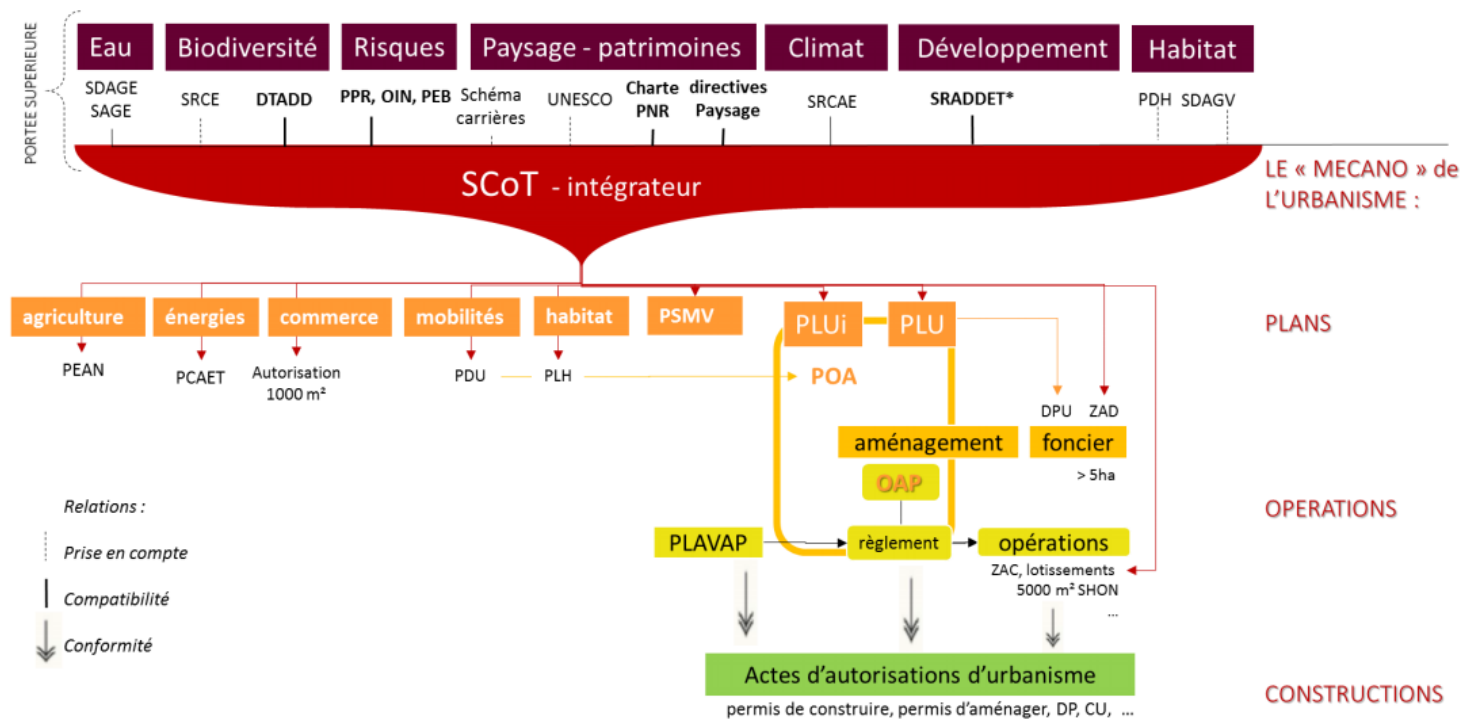 PORTEE SUPERIEURE
Eau
Biodiversité
Risques
Paysage - patrimoines
Climat
Développement
Habitat
SDAGE
SAGE
SRCE
DTADD
PPR, OIN, PEB
Schéma
carrières
UNESCO
Charte
PNR
directives
Paysage
SRCAE
SRADDET*
PDH
SDAGV
SCoT - intégrateur
LE « MECANO » de
L'URBANISME :
agriculture
énergies
commerce
mobilités
habitat
PSMV
PLUi
PLU
PLANS
PEAN
PCAET
Autorisation
1000 m²
PDU
PLH
POA
DPU
ZAD
aménagement
foncier
> 5ha
OAP
OPERATIONS
Relations :
Prise en compte
Compatibilité
Conformité
PLAVAP
règlement
opérations
ZAC, lotissements
5000 m² SHON
...
Actes d'autorisations d'urbanisme
permis de construire, permis d'aménager, DP, CU, ...
CONSTRUCTIONS